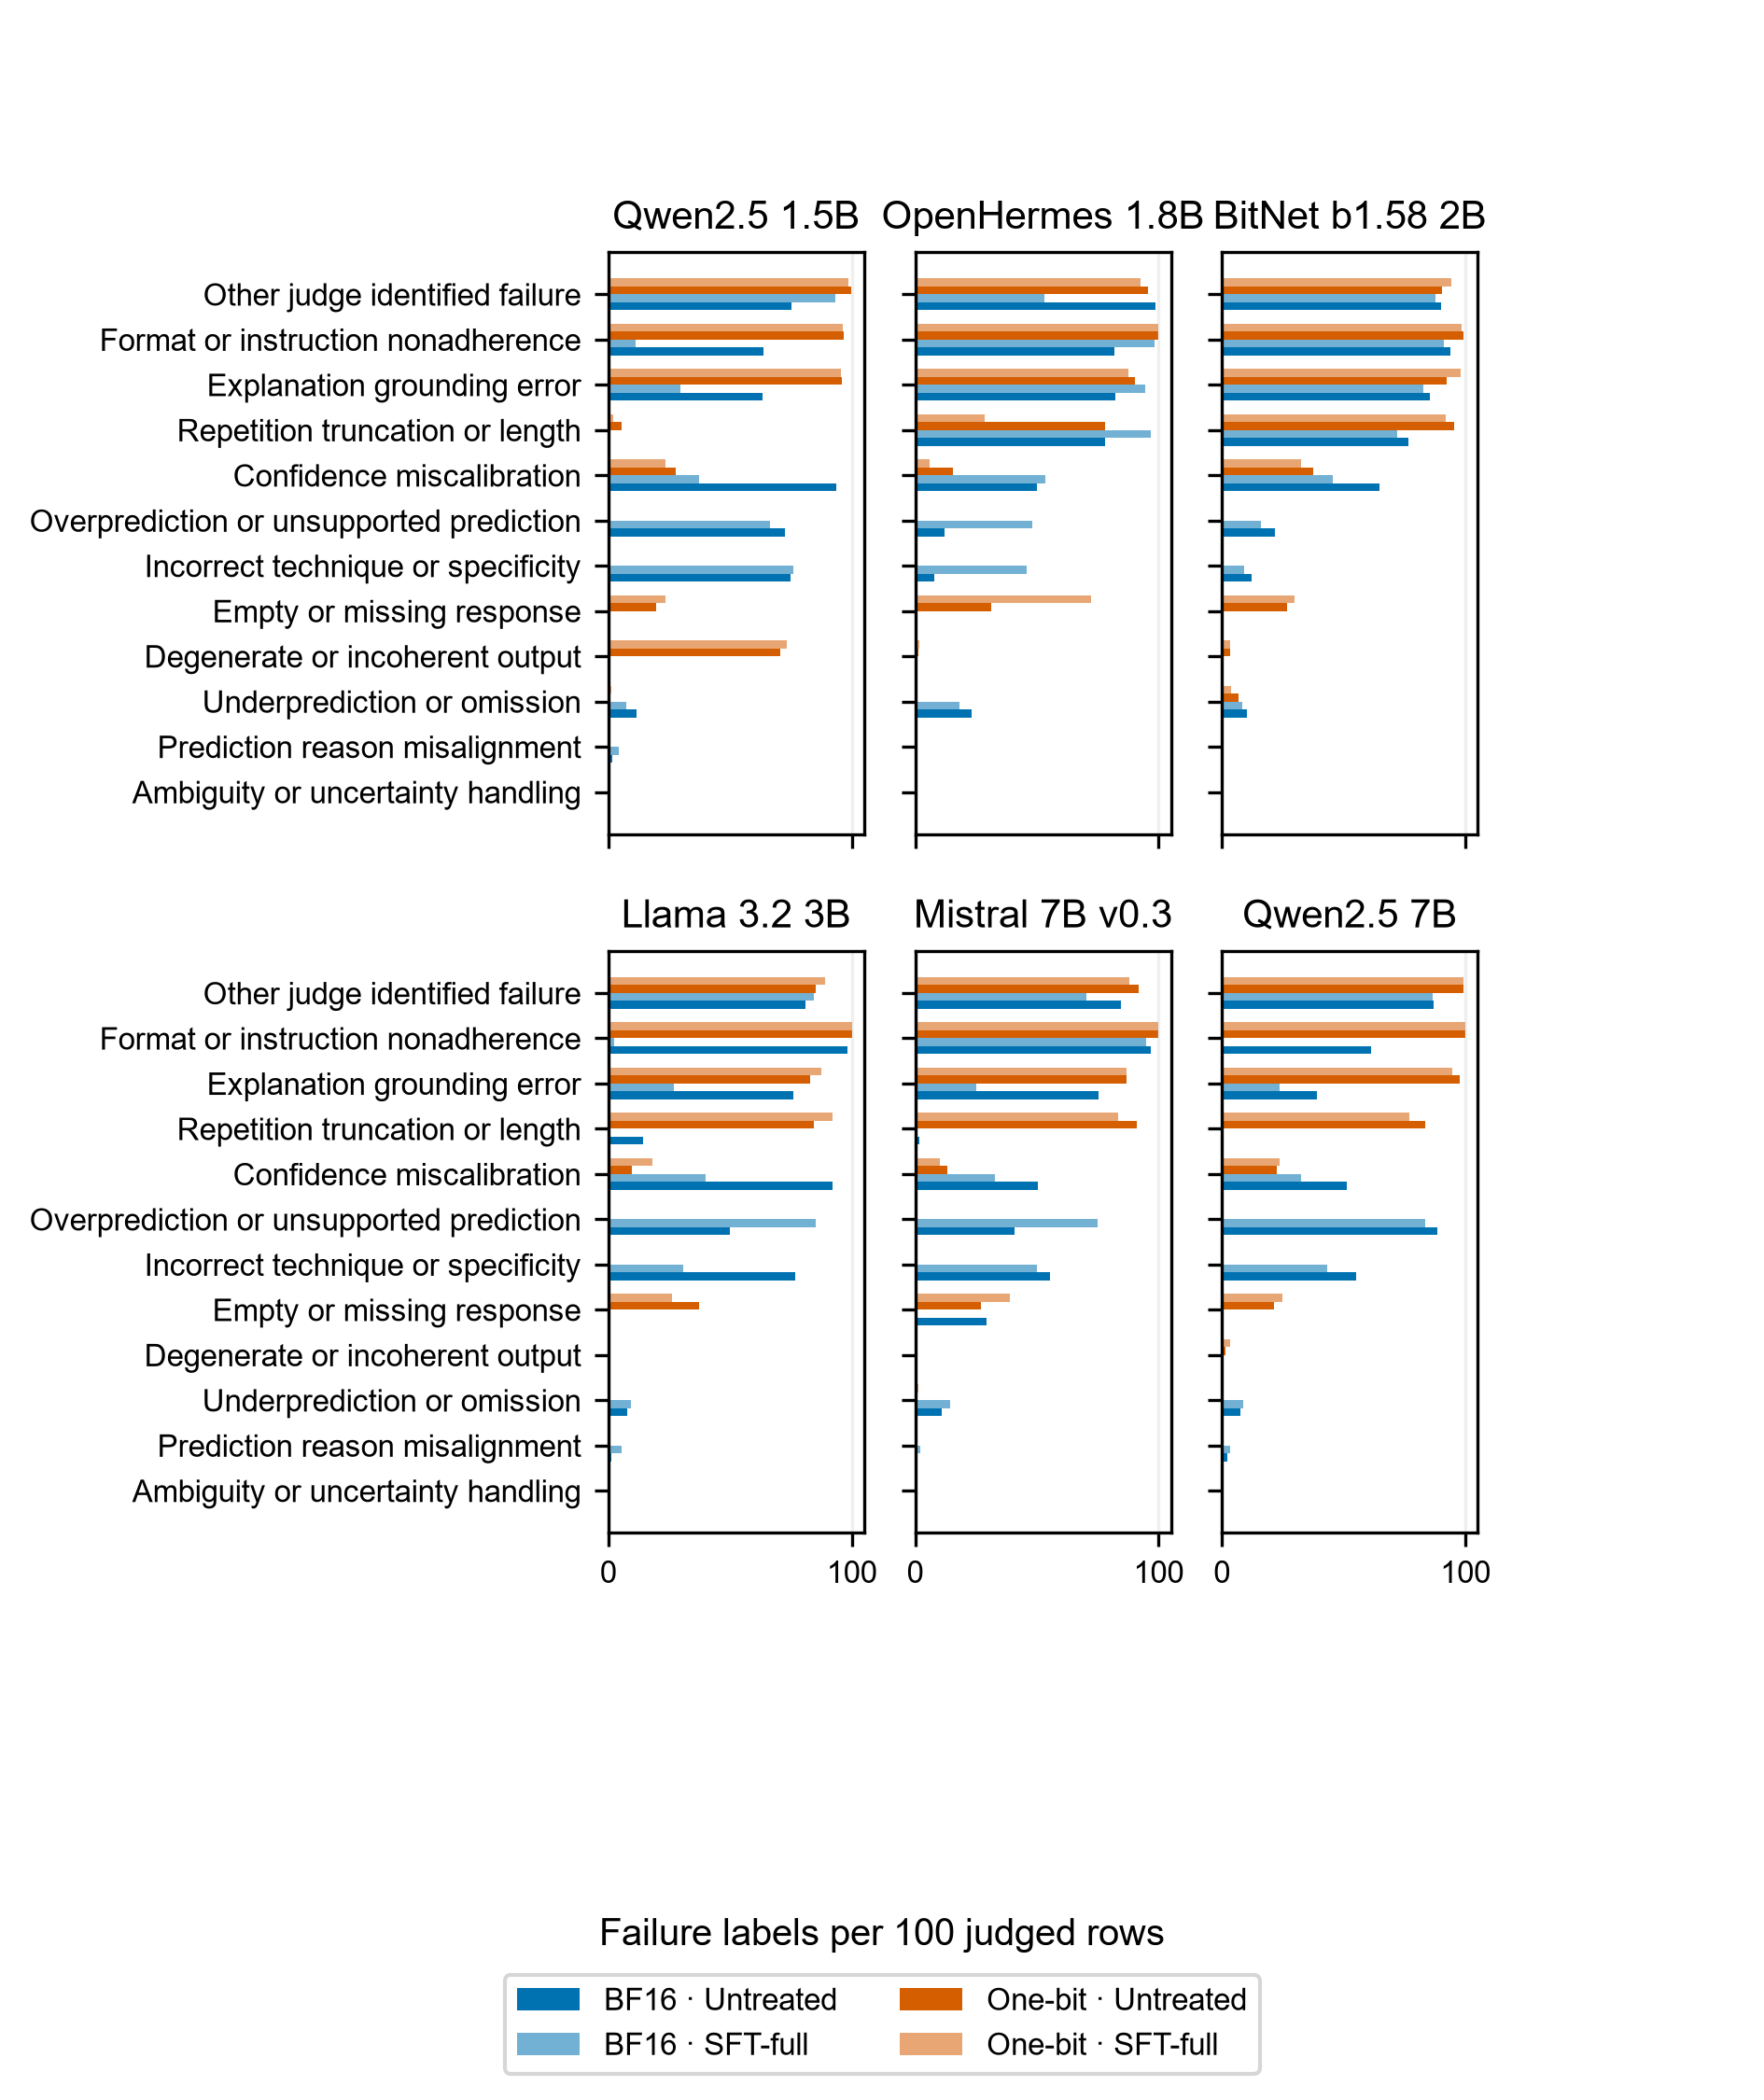 Qwen2.5 1.5B
OpenHermes 1.8B
BitNet b1.58 2B
Other judge identified failure
Format or instruction nonadherence
Explanation grounding error
Repetition truncation or length
Confidence miscalibration
Overprediction or unsupported prediction
Incorrect technique or specificity
Empty or missing response
Degenerate or incoherent output
Underprediction or omission
Prediction reason misalignment
Ambiguity or uncertainty handling
Llama 3.2 3B
Mistral 7B v0.3
Qwen2.5 7B
Other judge identified failure
Format or instruction nonadherence
Explanation grounding error
Repetition truncation or length
Confidence miscalibration
Overprediction or unsupported prediction
Incorrect technique or specificity
Empty or missing response
Degenerate or incoherent output
Underprediction or omission
Prediction reason misalignment
Ambiguity or uncertainty handling
0 100 0 100 0 100
Failure labels per 100 judged rows
BF16 · Untreated
One-bit · Untreated
BF16 · SFT-full
One-bit · SFT-full